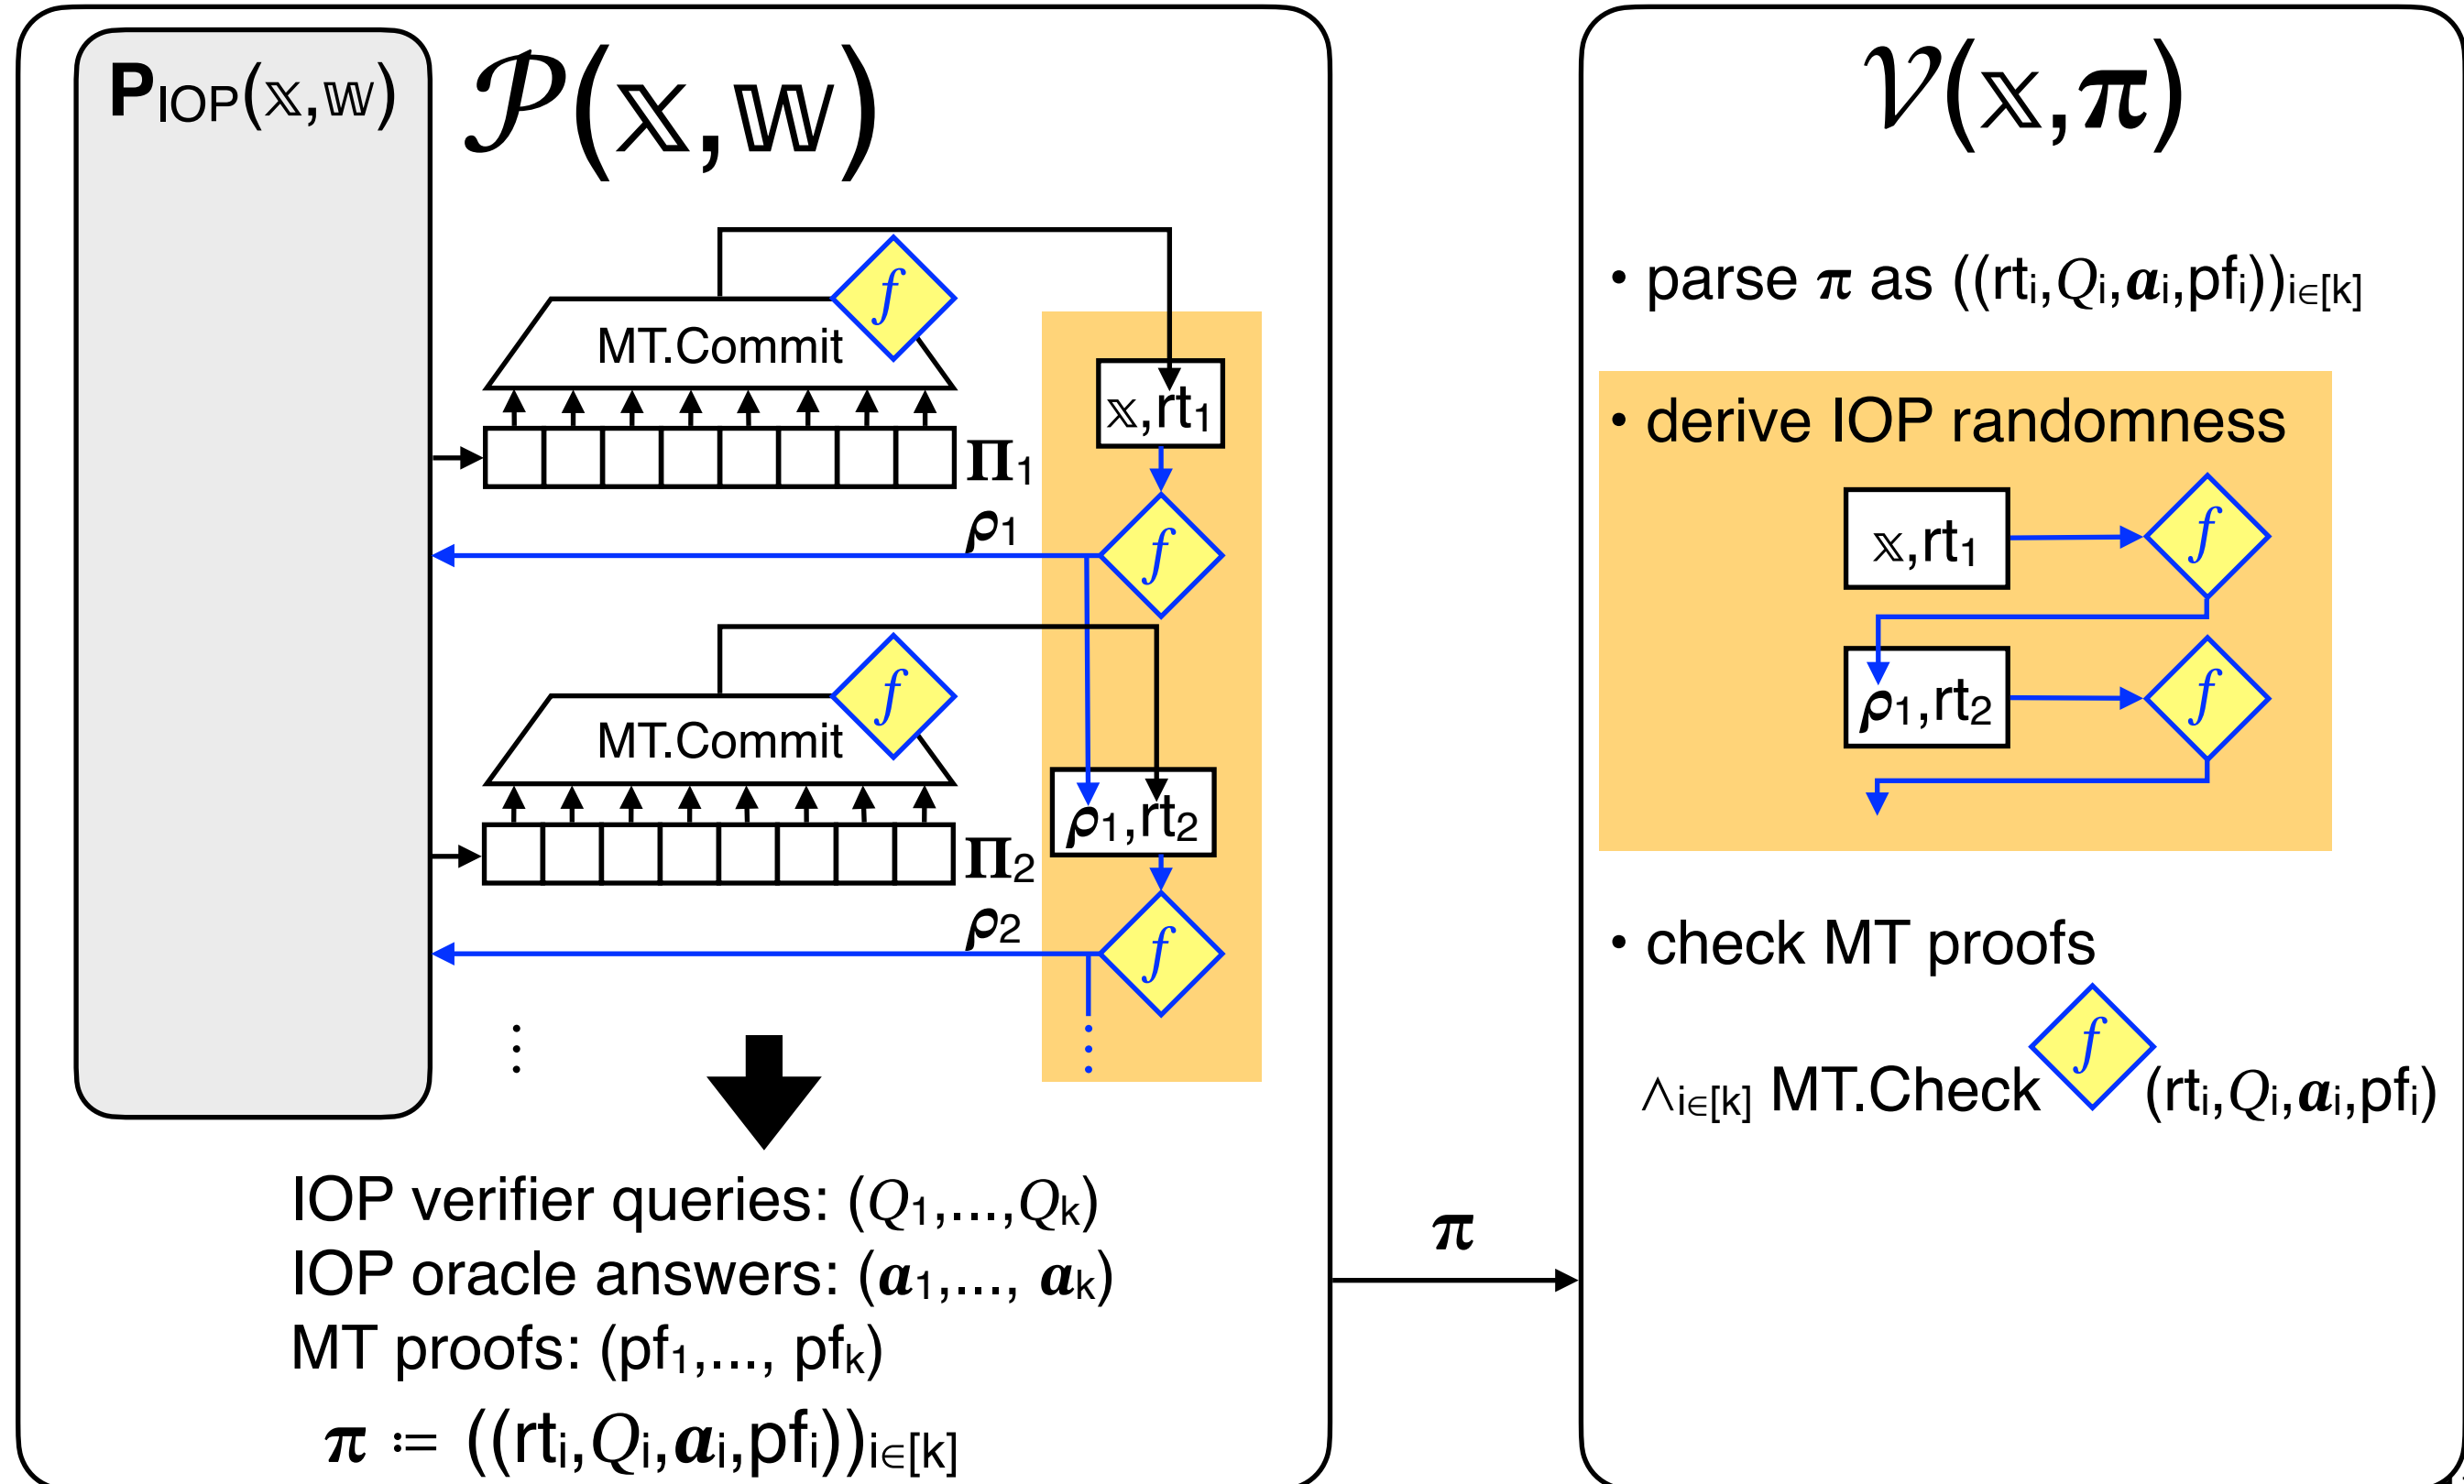 P_IOP(𝕩,𝕨)
𝒫(𝕩,𝕨)
f
MT.Commit
𝕩,rt₁
Π₁
ρ₁
f
f
MT.Commit
ρ₁,rt₂
Π₂
ρ₂
f
⋮
⋮
IOP verifier queries: (Q₁,...,Qₖ)
IOP oracle answers: (a₁,..., aₖ)
MT proofs: (pf₁,..., pfₖ)
π := ((rtᵢ,Qᵢ,aᵢ,pfᵢ))_{i∈[k]}
π
𝒱(𝕩,π)
• parse π as ((rtᵢ,Qᵢ,aᵢ,pfᵢ))_{i∈[k]}
• derive IOP randomness
𝕩,rt₁ f
ρ₁,rt₂ f
• check MT proofs
∧_{i∈[k]} MT.Check f (rtᵢ,Qᵢ,aᵢ,pfᵢ)